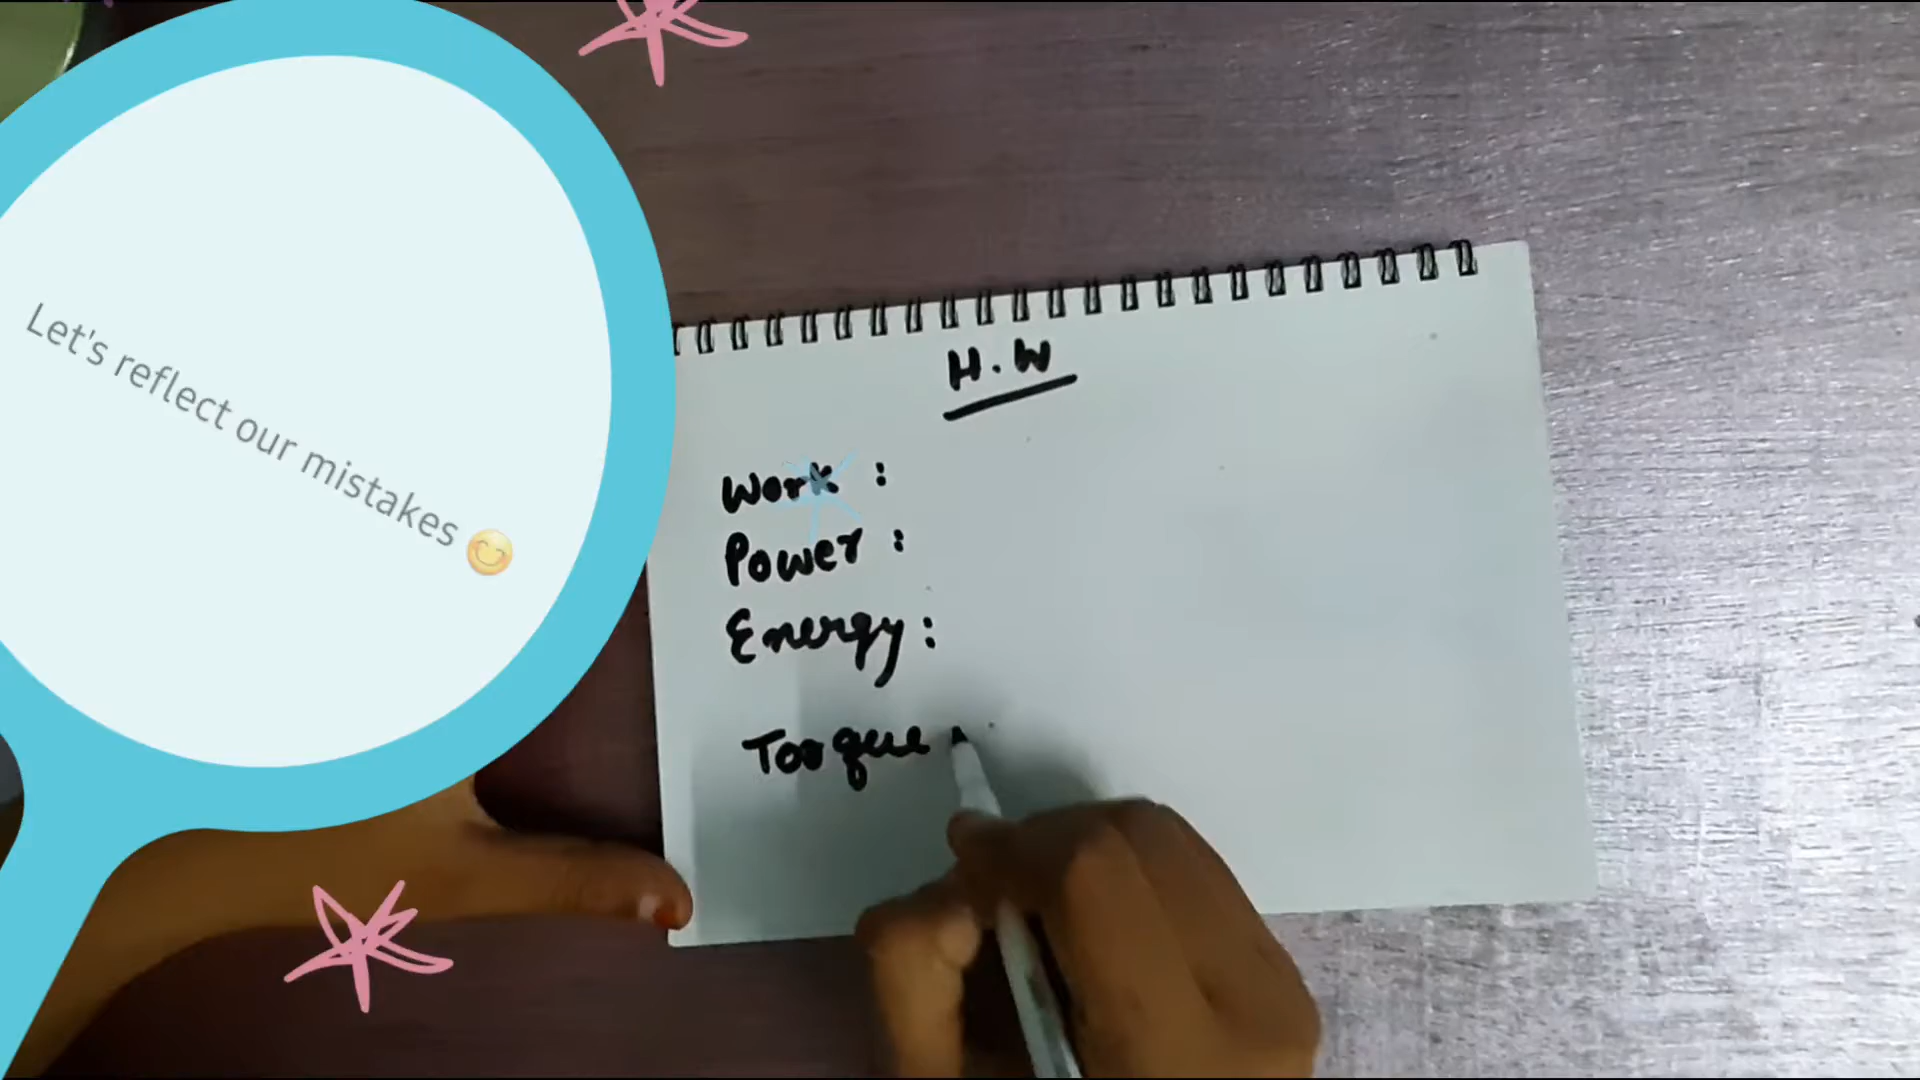 Let's reflect our mistakes 😊
H.W
Work :
Power :
Energy :
Torque